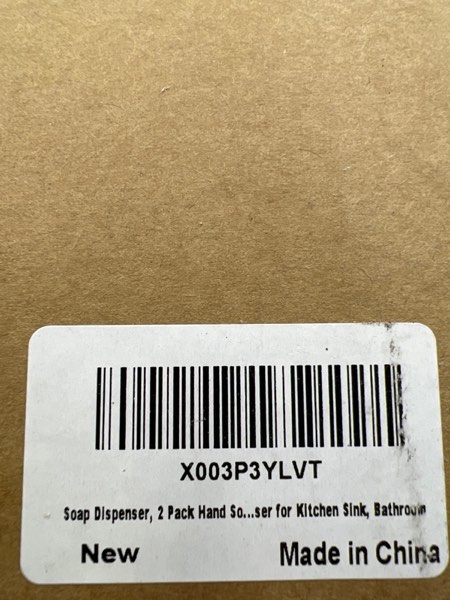 X003P3YLVT
Soap Dispenser, 2 Pack Hand So...ser for Kitchen Sink, Bathroom
New
Made in China